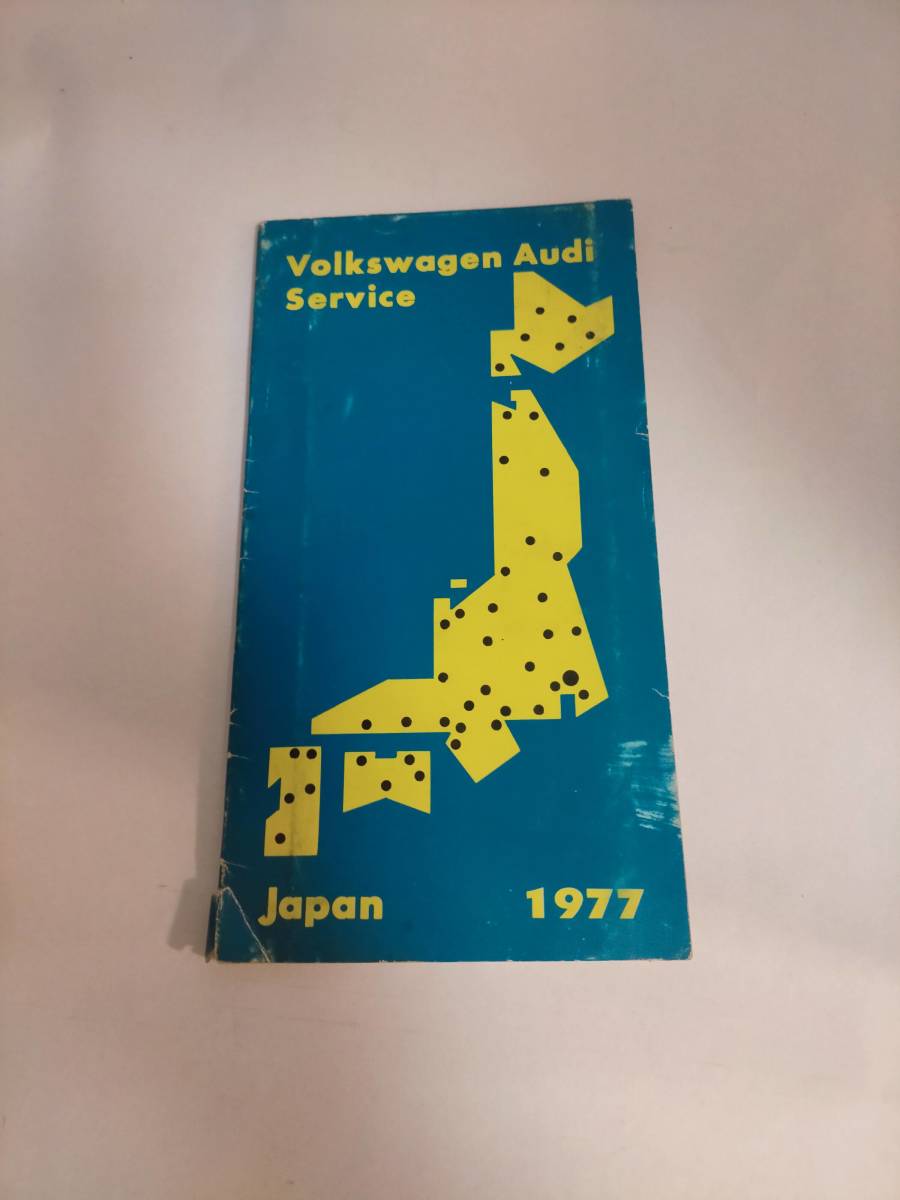 Volkswagen Audi
Service
Japan 1977